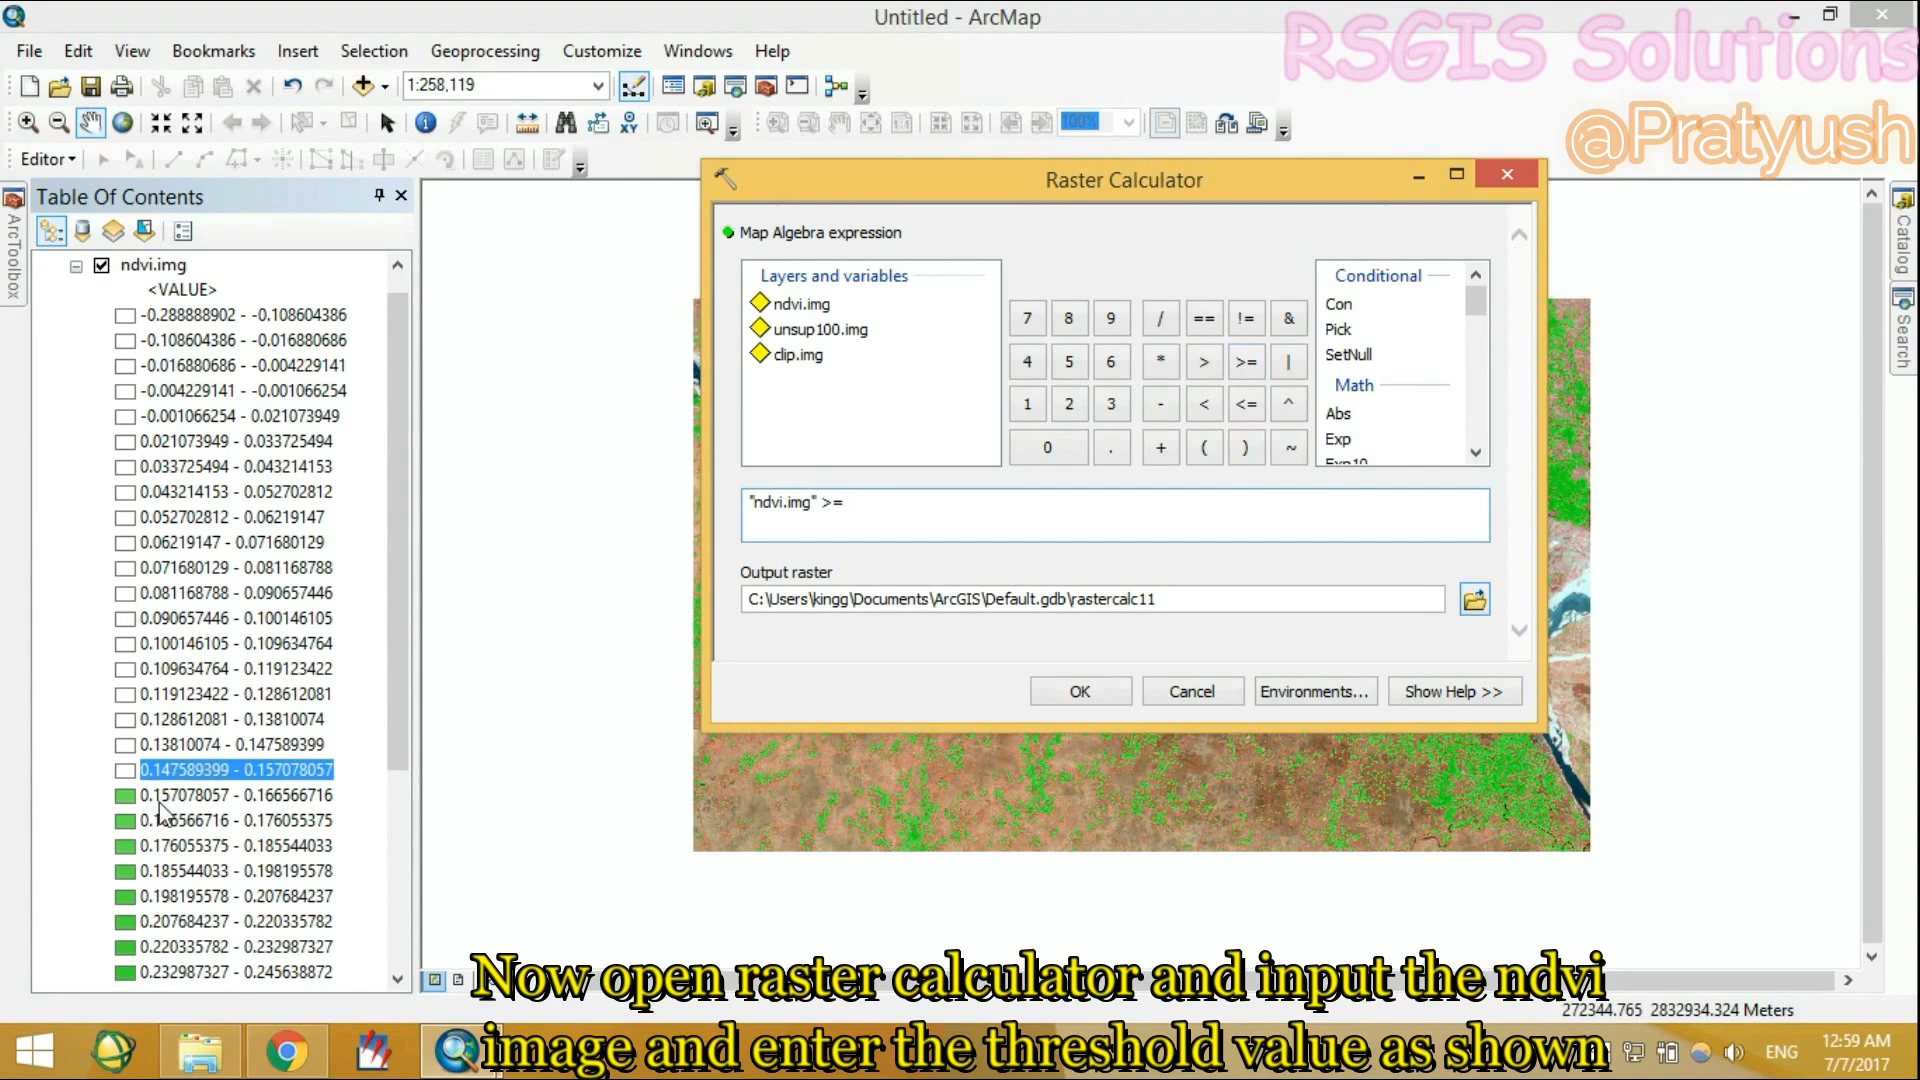 Untitled - ArcMap
RSGIS Solutions
@Pratyush
File Edit View Bookmarks Insert Selection Geoprocessing Customize Windows Help
1:258,119
100%
Editor
ArcToolbox
Table Of Contents
ndvi.img
<VALUE>
-0.288888902 - -0.108604386
-0.108604386 - -0.016880686
-0.016880686 - -0.004229141
-0.004229141 - -0.001066254
-0.001066254 - 0.021073949
0.021073949 - 0.033725494
0.033725494 - 0.043214153
0.043214153 - 0.052702812
0.052702812 - 0.06219147
0.06219147 - 0.071680129
0.071680129 - 0.081168788
0.081168788 - 0.090657446
0.090657446 - 0.100146105
0.100146105 - 0.109634764
0.109634764 - 0.119123422
0.119123422 - 0.128612081
0.128612081 - 0.13810074
0.13810074 - 0.147589399
0.147589399 - 0.157078057
0.157078057 - 0.166566716
0.166566716 - 0.176055375
0.176055375 - 0.185544033
0.185544033 - 0.198195578
0.198195578 - 0.207684237
0.207684237 - 0.220335782
0.220335782 - 0.232987327
0.232987327 - 0.245638872
Raster Calculator
Map Algebra expression
Layers and variables
ndvi.img
unsup100.img
clip.img
7 8 9 / == != &
4 5 6 * > >= |
1 2 3 - < <= ^
0 . + ( ) ~
Conditional
Con
Pick
SetNull
Math
Abs
Exp
Exp10
"ndvi.img" >=
Output raster
C:\Users\kingg\Documents\ArcGIS\Default.gdb\rastercalc11
OK Cancel Environments... Show Help >>
Catalog
Search
Now open raster calculator and input the ndvi
image and enter the threshold value as shown
272344.765 2832934.324 Meters
ENG
12:59 AM
7/7/2017